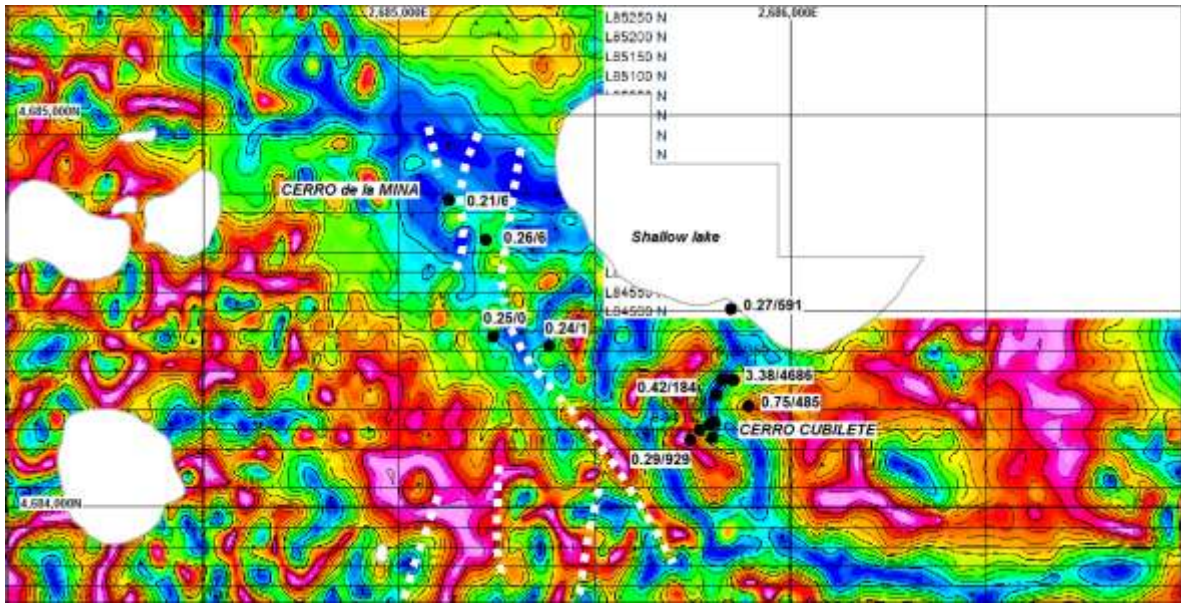 2,685,000E
2,686,000E
L85250 N
L85200 N
L85150 N
L85100 N
4,685,000N
N
N
N
CERRO de la MINA
0.21/6
0.26/6
Shallow lake
L84550 N
L84500 N
0.27/691
0.25/0
0.24/1
3.38/4686
0.42/184
0.75/485
CERRO CUBILETE
0.29/929
4,684,000N